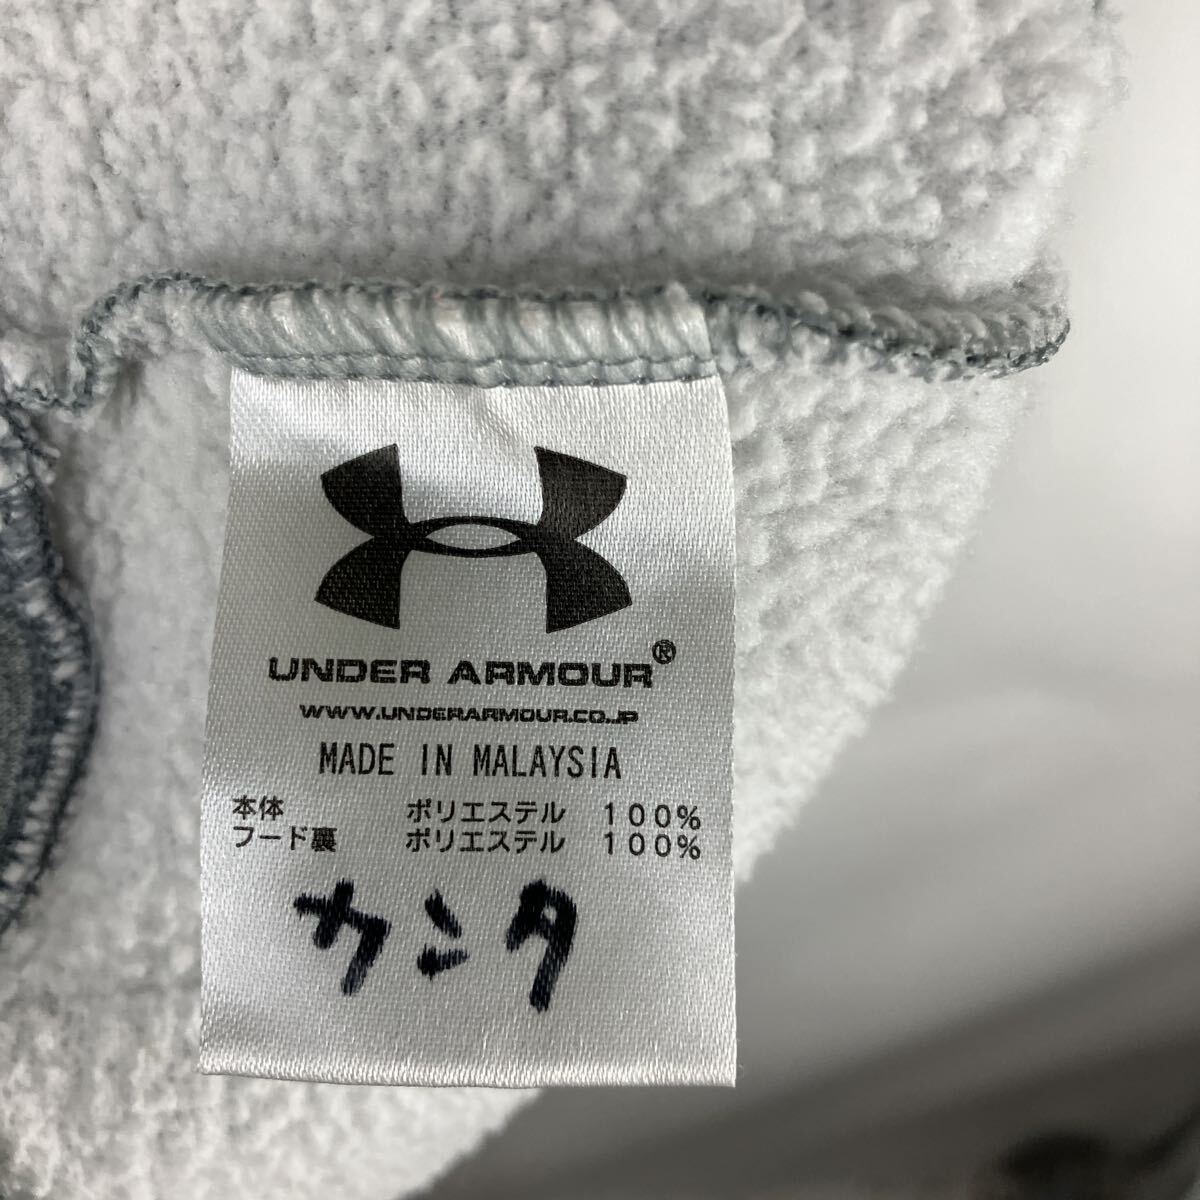 UNDER ARMOUR®
WWW.UNDERARMOUR.CO.JP
MADE IN MALAYSIA
本体 ポリエステル 100%
フード裏 ポリエステル 100%
カンタ